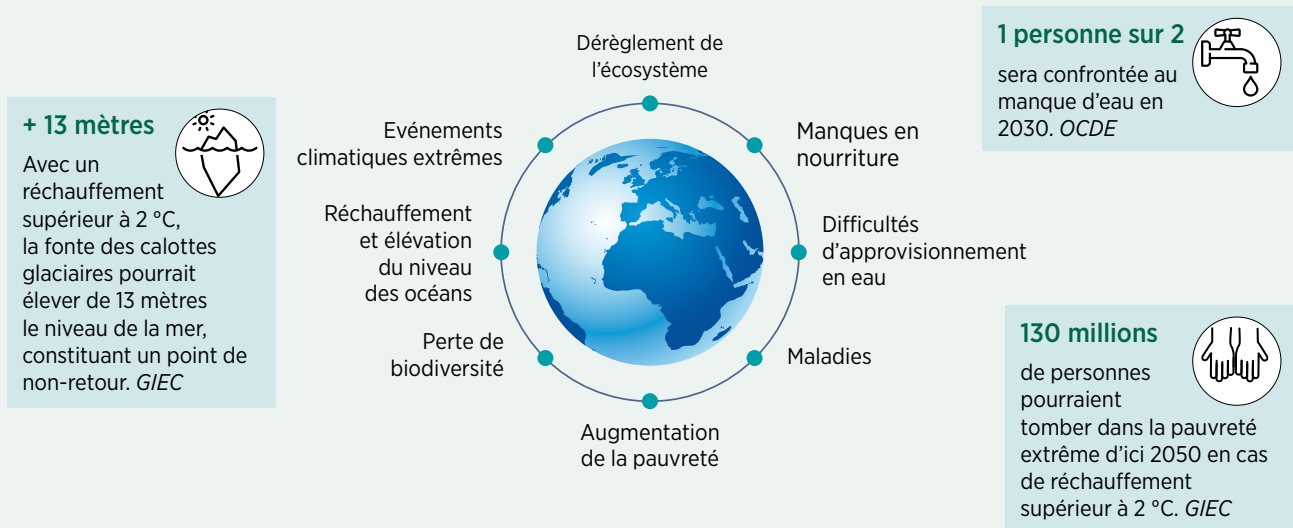 + 13 mètres
Avec un
réchauffement
supérieur à 2 °C,
la fonte des calottes
glaciaires pourrait
élever de 13 mètres
le niveau de la mer,
constituant un point de
non-retour. GIEC
Dérèglement de
l'écosystème
Evénements
climatiques extrêmes
Réchauffement
et élévation
du niveau
des océans
Perte de
biodiversité
Augmentation
de la pauvreté
Manques en
nourriture
Difficultés
d'approvisionnement
en eau
Maladies
1 personne sur 2
sera confrontée au
manque d'eau en
2030. OCDE
130 millions
de personnes
pourraient
tomber dans la pauvreté
extrême d'ici 2050 en cas
de réchauffement
supérieur à 2 °C. GIEC